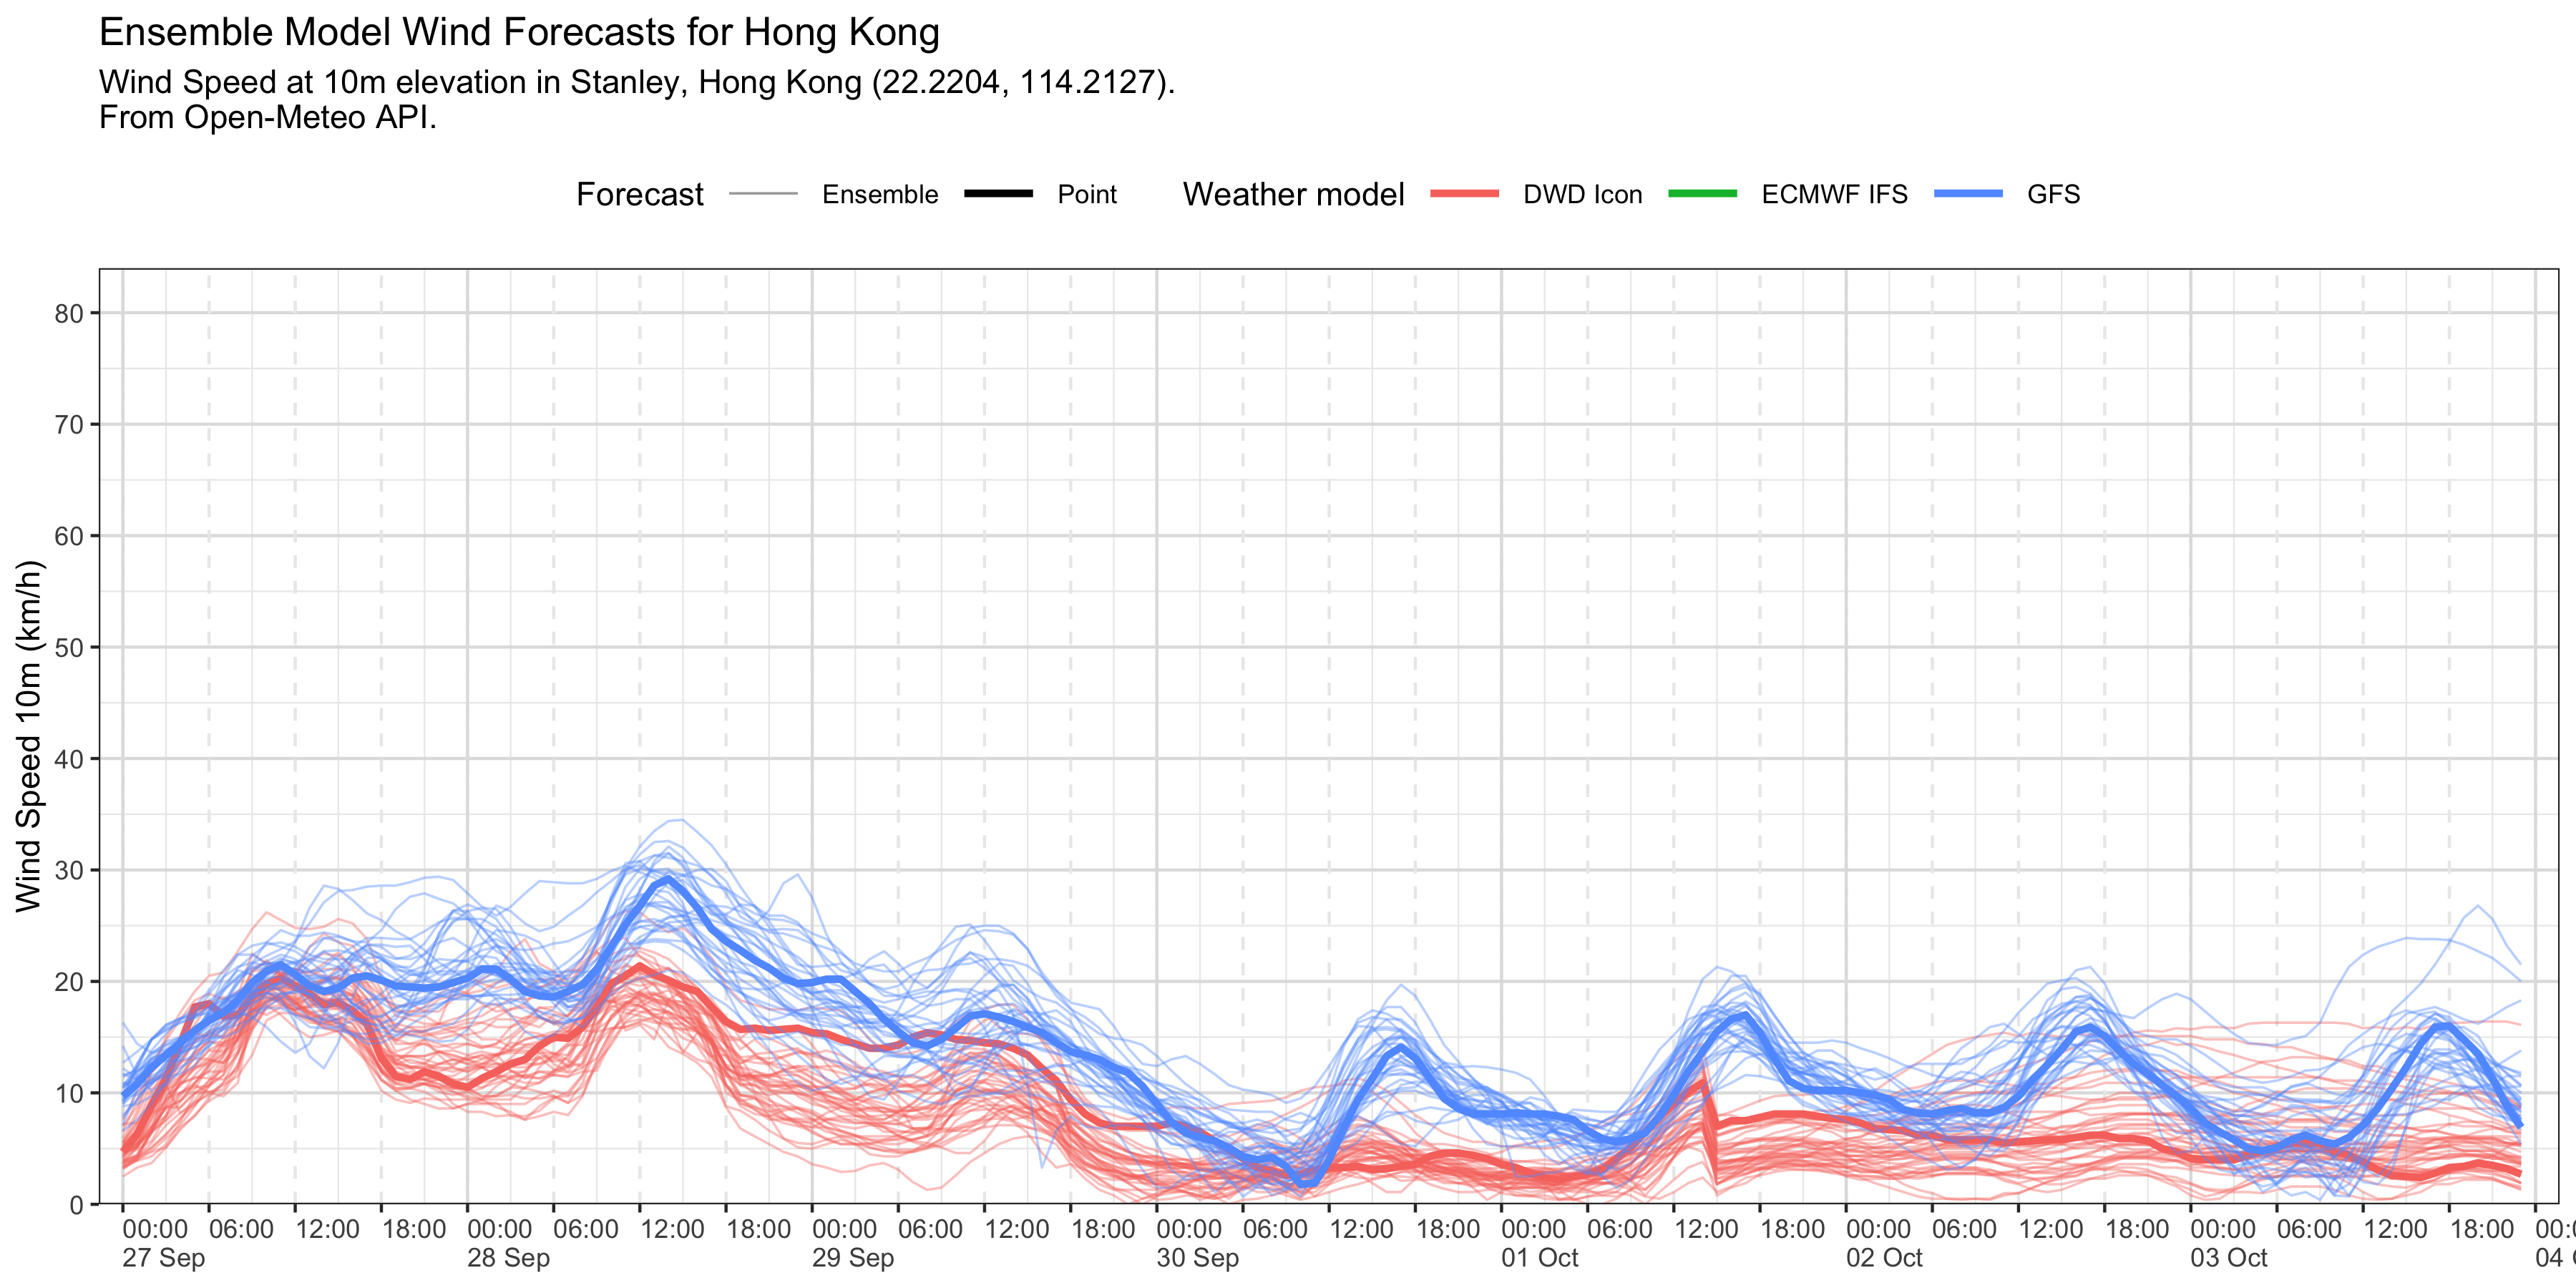 Ensemble Model Wind Forecasts for Hong Kong
Wind Speed at 10m elevation in Stanley, Hong Kong (22.2204, 114.2127).
From Open-Meteo API.
Forecast Ensemble Point Weather model DWD Icon ECMWF IFS GFS
Wind Speed 10m (km/h)
80
70
60
50
40
30
20
10
0
00:00 06:00 12:00 18:00 00:00 06:00 12:00 18:00 00:00 06:00 12:00 18:00 00:00 06:00 12:00 18:00 00:00 06:00 12:00 18:00 00:00 06:00 12:00 18:00 00:00 06:00 12:00 18:00 00:
27 Sep 28 Sep 29 Sep 30 Sep 01 Oct 02 Oct 03 Oct 04